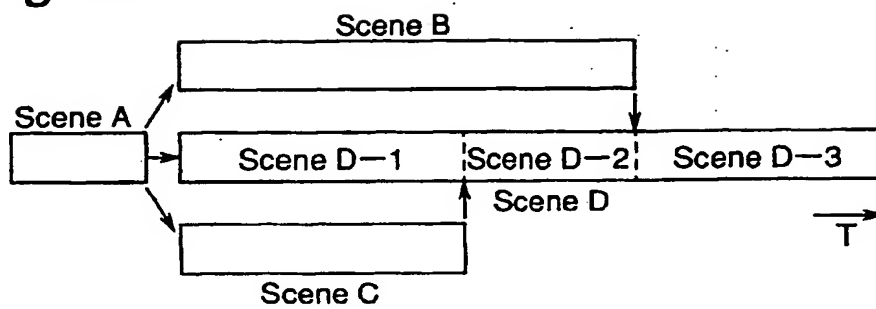 Scene B
Scene A
Scene D—1
Scene D—2
Scene D—3
Scene D
T
Scene C